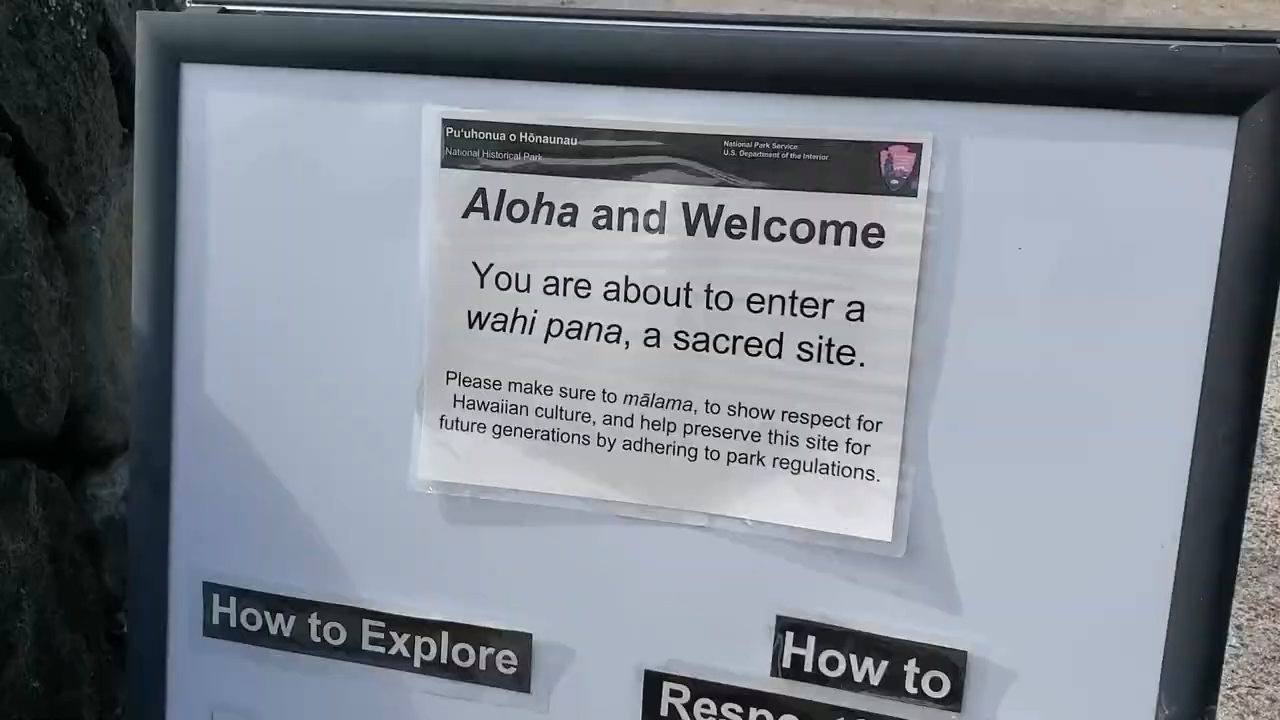 Puʻuhonua o Hōnaunau
National Historical Park
National Park Service
U.S. Department of the Interior
Aloha and Welcome
You are about to enter a
wahi pana, a sacred site.
Please make sure to mālama, to show respect for
Hawaiian culture, and help preserve this site for
future generations by adhering to park regulations.
How to Explore
How to